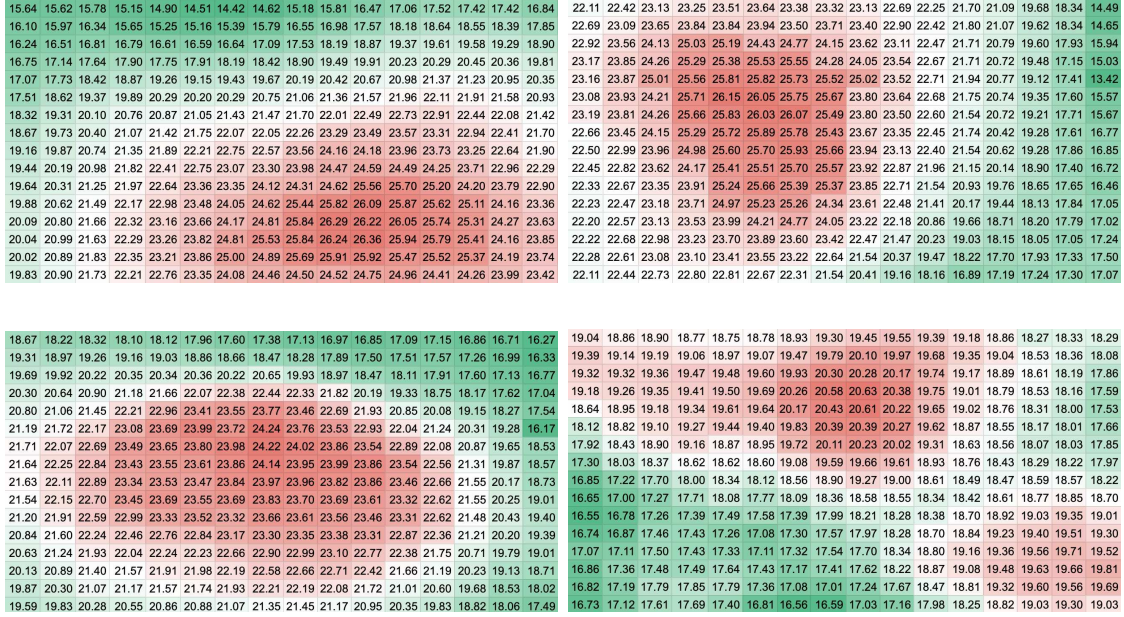 15.64 15.62 15.78 15.15 14.90 14.51 14.42 14.62 15.18 15.81 16.47 17.06 17.52 17.42 17.42 16.84
16.10 15.97 16.34 15.65 15.25 15.16 15.39 15.79 16.55 16.98 17.57 18.18 18.64 18.55 18.39 17.85
16.24 16.51 16.81 16.79 16.61 16.59 16.64 17.09 17.53 18.19 18.87 19.37 19.61 19.58 19.29 18.90
16.75 17.14 17.64 17.90 17.75 17.91 18.19 18.42 18.90 19.49 19.91 20.23 20.29 20.45 20.36 19.81
17.07 17.73 18.42 18.87 19.26 19.15 19.43 19.67 20.19 20.42 20.67 20.98 21.37 21.23 20.95 20.35
17.51 18.62 19.37 19.89 20.29 20.20 20.29 20.75 21.06 21.36 21.57 21.96 22.11 21.91 21.58 20.93
18.32 19.31 20.10 20.76 20.87 21.05 21.43 21.47 21.70 22.01 22.49 22.73 22.91 22.44 22.08 21.42
18.67 19.73 20.40 21.07 21.42 21.75 22.07 22.05 22.26 23.29 23.49 23.57 23.31 22.94 22.41 21.70
19.16 19.87 20.74 21.35 21.89 22.21 22.75 22.57 23.56 24.16 24.18 23.96 23.35 23.25 22.64 21.90
19.44 20.19 20.98 21.82 22.41 22.75 23.07 23.30 23.98 24.47 24.59 24.49 24.25 23.71 22.96 22.29
19.64 20.31 21.25 21.97 22.64 23.36 23.35 24.12 24.31 24.62 25.56 25.70 25.20 24.20 23.79 22.90
19.88 20.62 21.49 22.17 22.98 23.48 24.05 24.62 25.44 25.82 26.09 25.87 25.62 25.11 24.16 23.36
20.09 20.80 21.66 22.32 23.16 23.66 24.17 24.81 25.84 26.29 26.22 26.05 25.74 25.31 24.27 23.63
20.04 20.99 21.63 22.29 23.26 23.82 24.81 25.53 25.84 26.24 26.36 25.94 25.79 25.41 24.16 23.85
20.02 20.89 21.83 22.35 23.21 23.86 25.00 24.89 25.69 25.91 25.92 25.47 25.52 25.37 24.19 23.74
19.83 20.90 21.73 22.21 22.76 23.35 24.08 24.46 24.50 24.52 24.75 24.96 24.41 24.26 23.99 23.42
22.11 22.42 23.13 23.25 23.51 23.64 23.38 23.32 23.13 22.69 22.25 21.70 21.09 19.68 18.34 14.49
22.69 23.09 23.65 23.84 23.89 23.94 23.50 23.71 23.40 22.90 22.42 21.78 21.07 19.62 18.34 14.65
22.92 23.56 24.13 25.03 25.19 24.43 24.77 24.15 23.62 23.11 22.47 21.71 20.79 19.60 17.93 15.94
23.17 23.85 24.26 25.29 25.38 25.53 25.55 24.28 24.05 23.54 22.67 21.71 20.72 19.48 17.15 15.03
23.16 23.87 25.01 25.56 25.81 25.82 25.73 25.52 25.02 23.52 22.71 21.94 20.77 19.12 17.41 13.42
23.08 23.93 24.21 25.71 26.15 26.05 25.75 25.67 23.80 23.64 22.68 21.75 20.74 19.35 17.60 15.57
23.19 23.81 24.26 25.66 25.83 26.03 26.07 25.49 23.80 23.50 22.60 21.54 20.72 19.21 17.71 15.67
22.66 23.45 24.15 25.29 25.72 25.89 25.78 25.43 23.67 23.35 22.45 21.74 20.42 19.28 17.61 16.77
22.50 22.99 23.96 24.98 25.60 25.70 25.93 25.66 23.94 23.13 22.40 21.54 20.62 19.28 17.86 16.85
22.45 22.82 23.62 24.17 25.41 25.51 25.70 25.57 23.92 22.87 21.96 21.15 20.14 18.90 17.40 16.72
22.33 22.67 23.35 23.91 25.24 25.66 25.39 25.37 23.85 22.71 21.54 20.93 19.76 18.65 17.65 16.46
22.23 22.47 23.18 23.71 24.97 25.23 25.26 24.34 23.61 22.48 21.41 20.17 19.44 18.13 17.84 17.05
22.20 22.57 23.13 23.53 23.99 24.21 24.77 24.05 23.22 22.18 20.86 19.66 18.71 18.20 17.79 17.02
22.22 22.68 22.98 23.23 23.70 23.89 23.60 23.42 22.47 21.47 20.23 19.03 18.15 18.05 17.05 17.24
22.28 22.61 23.08 23.10 23.41 23.55 23.22 22.64 21.54 20.37 19.47 18.22 17.70 17.93 17.33 17.50
22.11 22.44 22.73 22.80 22.81 22.67 22.31 21.54 20.41 19.16 18.16 16.89 17.19 17.24 17.30 17.07
18.67 18.22 18.32 18.10 18.12 17.96 17.60 17.38 17.13 16.97 16.85 17.09 17.15 16.86 16.71 16.27
19.31 18.97 19.26 19.16 19.03 18.86 18.66 18.47 18.28 17.89 17.50 17.51 17.57 17.26 16.99 16.33
19.69 19.92 20.22 20.35 20.34 20.36 20.22 20.65 19.93 18.97 18.47 18.11 17.91 17.60 17.13 16.77
20.30 20.64 20.90 21.18 21.66 22.07 22.38 22.44 22.33 21.82 20.19 19.33 18.75 18.17 17.62 17.04
20.80 21.06 21.45 22.21 22.96 23.41 23.55 23.77 23.46 22.69 21.93 20.85 20.08 19.15 18.27 17.54
21.19 21.72 22.17 23.08 23.69 23.99 23.72 24.24 23.76 23.53 22.93 22.04 21.24 20.31 19.28 16.17
21.71 22.07 22.69 23.49 23.65 23.80 23.98 24.22 24.02 23.86 23.54 22.89 22.08 20.87 19.65 18.53
21.64 22.25 22.84 23.43 23.55 23.61 23.86 24.14 23.95 23.99 23.86 23.54 22.56 21.31 19.87 18.57
21.63 22.11 22.89 23.34 23.53 23.47 23.84 23.97 23.96 23.82 23.86 23.46 22.66 21.55 20.17 18.73
21.54 22.15 22.70 23.45 23.69 23.55 23.69 23.83 23.70 23.69 23.61 23.32 22.62 21.55 20.25 19.01
21.20 21.91 22.59 22.99 23.33 23.52 23.32 23.66 23.61 23.56 23.46 23.31 22.62 21.48 20.43 19.40
20.84 21.60 22.24 22.46 22.76 22.84 23.17 23.30 23.35 23.38 23.31 22.87 22.36 21.21 20.20 19.39
20.63 21.24 21.93 22.04 22.24 22.23 22.66 22.90 22.99 23.10 22.77 22.38 21.75 20.71 19.79 19.01
20.13 20.89 21.40 21.57 21.91 21.98 22.19 22.58 22.66 22.71 22.42 21.66 21.19 20.23 19.13 18.71
19.87 20.30 21.07 21.17 21.57 21.74 21.93 22.21 22.18 22.08 21.72 21.01 20.60 19.68 18.53 18.02
19.59 19.83 20.28 20.55 20.86 20.88 21.07 21.35 21.45 21.17 20.95 20.35 19.83 18.82 18.06 17.49
19.04 18.86 18.90 18.77 18.75 18.78 18.93 19.30 19.45 19.55 19.39 19.18 18.86 18.27 18.33 18.29
19.39 19.14 19.19 19.06 18.97 19.07 19.47 19.79 20.10 19.97 19.68 19.35 19.04 18.53 18.36 18.08
19.32 19.32 19.36 19.47 19.48 19.60 19.93 20.30 20.28 20.17 19.74 19.17 18.89 18.61 18.19 17.86
19.18 19.26 19.35 19.41 19.50 19.69 20.26 20.58 20.63 20.38 19.75 19.01 18.79 18.53 18.16 17.59
18.64 18.95 19.18 19.34 19.61 19.64 20.17 20.43 20.61 20.22 19.65 19.02 18.76 18.31 18.00 17.53
18.12 18.82 19.10 19.27 19.44 19.40 19.83 20.39 20.39 20.27 19.62 18.87 18.55 18.17 18.01 17.66
17.92 18.43 18.90 19.16 18.87 18.95 19.72 20.11 20.23 20.02 19.31 18.63 18.56 18.07 18.03 17.85
17.30 18.03 18.37 18.62 18.62 18.60 19.08 19.59 19.66 19.61 18.93 18.76 18.43 18.29 18.22 17.97
16.85 17.22 17.70 18.00 18.34 18.12 18.56 18.90 19.27 19.00 18.61 18.49 18.47 18.59 18.57 18.22
16.65 17.00 17.27 17.71 18.08 17.77 18.09 18.36 18.58 18.55 18.34 18.42 18.61 18.77 18.85 18.70
16.55 16.78 17.26 17.39 17.49 17.58 17.39 17.99 18.21 18.28 18.38 18.70 18.92 19.03 19.35 19.01
16.74 16.87 17.46 17.43 17.26 17.08 17.30 17.57 17.97 18.28 18.70 18.84 19.23 19.40 19.51 19.30
17.07 17.11 17.50 17.43 17.33 17.11 17.32 17.54 17.70 18.34 18.80 19.16 19.36 19.56 19.71 19.52
16.86 17.36 17.48 17.49 17.64 17.17 17.41 17.62 18.22 18.87 19.08 19.48 19.63 19.66 19.81
16.82 17.19 17.79 17.85 17.79 17.36 17.08 17.01 17.24 17.67 18.47 18.81 19.32 19.60 19.56 19.69
16.73 17.12 17.61 17.69 17.40 16.81 16.56 16.59 17.03 17.16 17.98 18.25 18.82 19.03 19.30 19.03